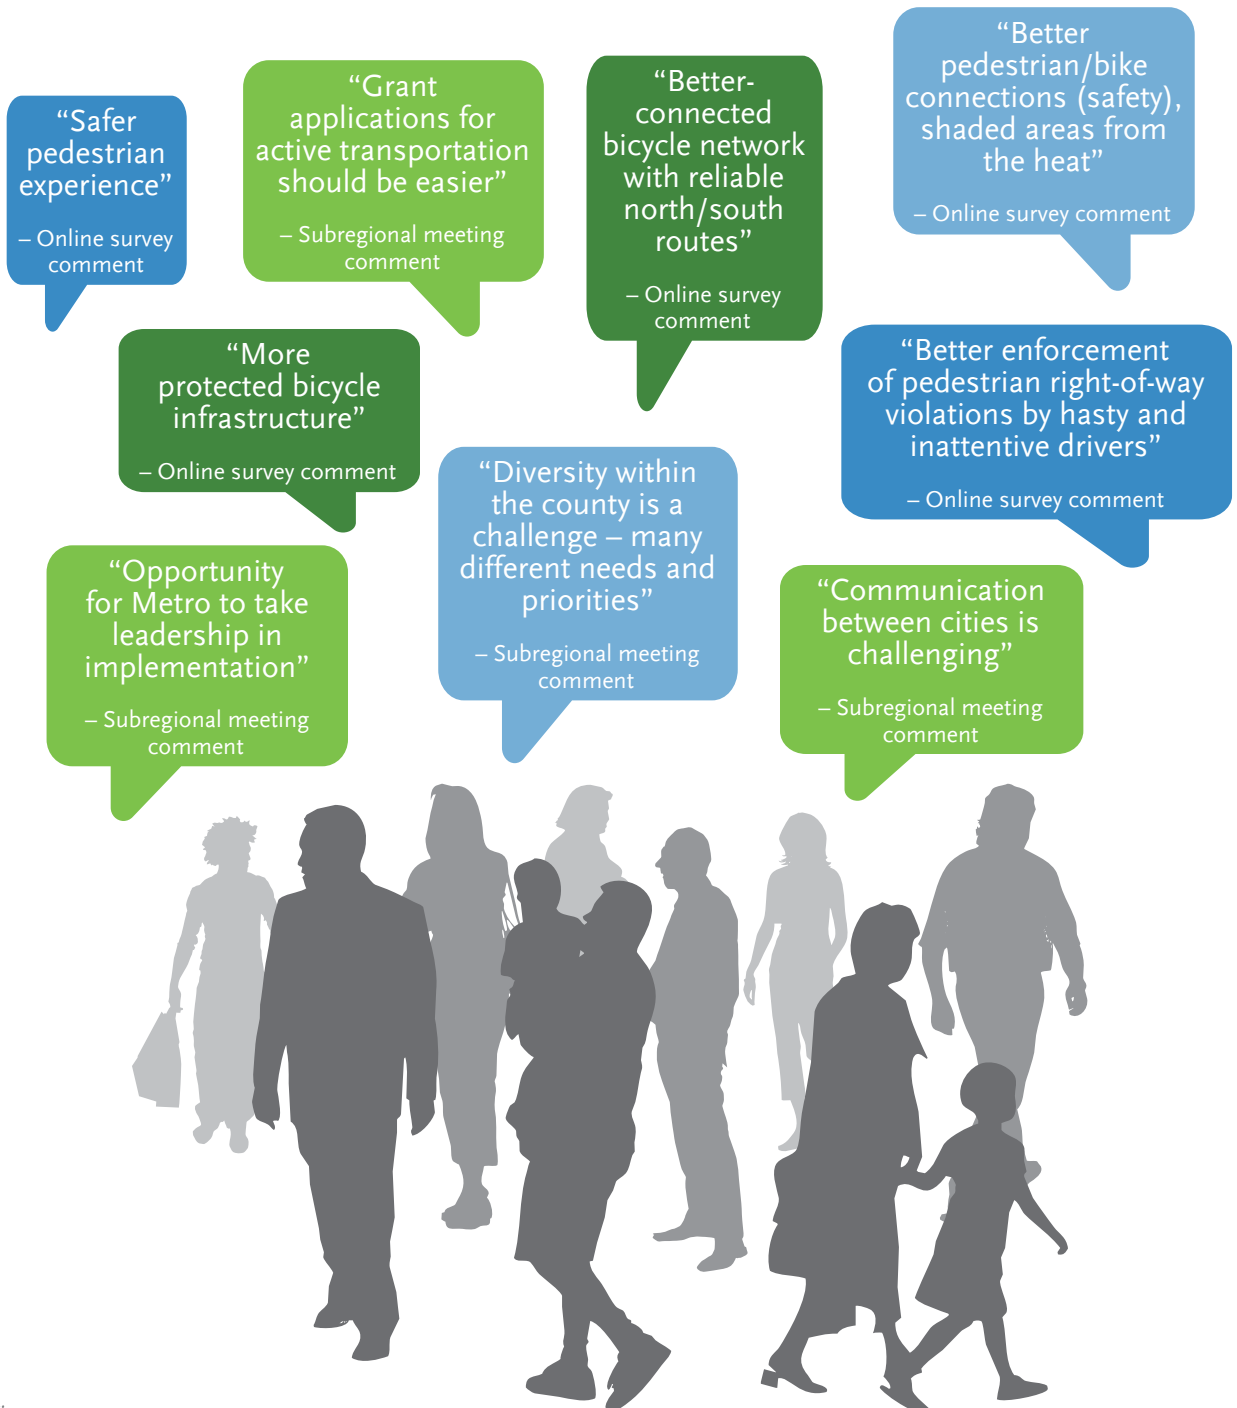 “Safer
pedestrian
experience”
– Online survey
comment
“Grant
applications for
active transportation
should be easier”
– Subregional meeting
comment
“Better-
connected
bicycle network
with reliable
north/south
routes”
– Online survey
comment
“Better
pedestrian/bike
connections (safety),
shaded areas from
the heat”
– Online survey comment
“More
protected bicycle
infrastructure”
– Online survey comment
“Better enforcement
of pedestrian right-of-way
violations by hasty and
inattentive drivers”
– Online survey comment
“Diversity within
the county is a
challenge – many
different needs and
priorities”
– Subregional meeting
comment
“Opportunity
for Metro to take
leadership in
implementation”
– Subregional meeting
comment
“Communication
between cities is
challenging”
– Subregional meeting
comment